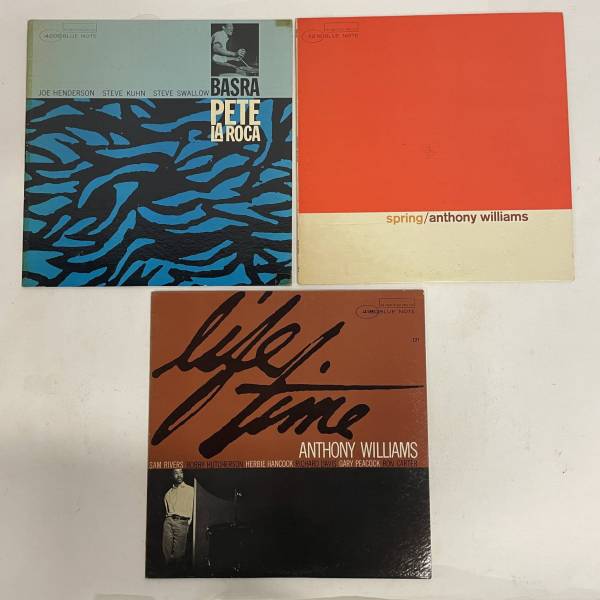 BLUE NOTE
JOE HENDERSON STEVE KUHN STEVE SWALLOW
BASRA
PETE
LA ROCA
BLUE NOTE
spring/anthony williams
BLUE NOTE
life
time
ANTHONY WILLIAMS
SAM RIVERS BOBBY HUTCHERSON HERBIE HANCOCK RICHARD DAVIS GARY PEACOCK RON CARTER